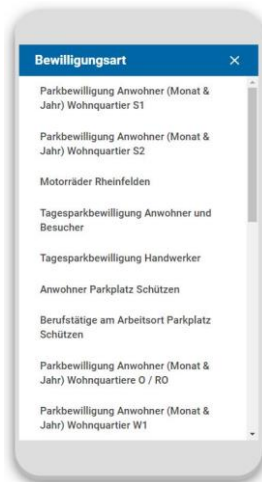 Bewilligungsart ×
Parkbewilligung Anwohner (Monat &
Jahr) Wohnquartier S1
Parkbewilligung Anwohner (Monat &
Jahr) Wohnquartier S2
Motorräder Rheinfelden
Tagesparkbewilligung Anwohner und
Besucher
Tagesparkbewilligung Handwerker
Anwohner Parkplatz Schützen
Berufstätige am Arbeitsort Parkplatz
Schützen
Parkbewilligung Anwohner (Monat &
Jahr) Wohnquartiere O / RO
Parkbewilligung Anwohner (Monat &
Jahr) Wohnquartier W1